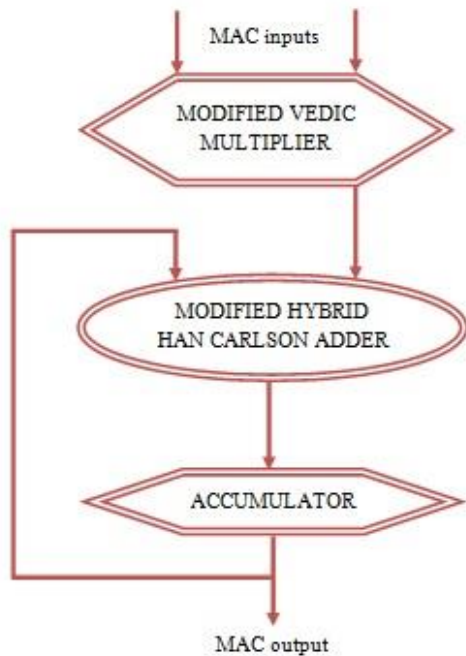 MAC inputs
MODIFIED VEDIC
MULTIPLIER
MODIFIED HYBRID
HAN CARLSON ADDER
ACCUMULATOR
MAC output